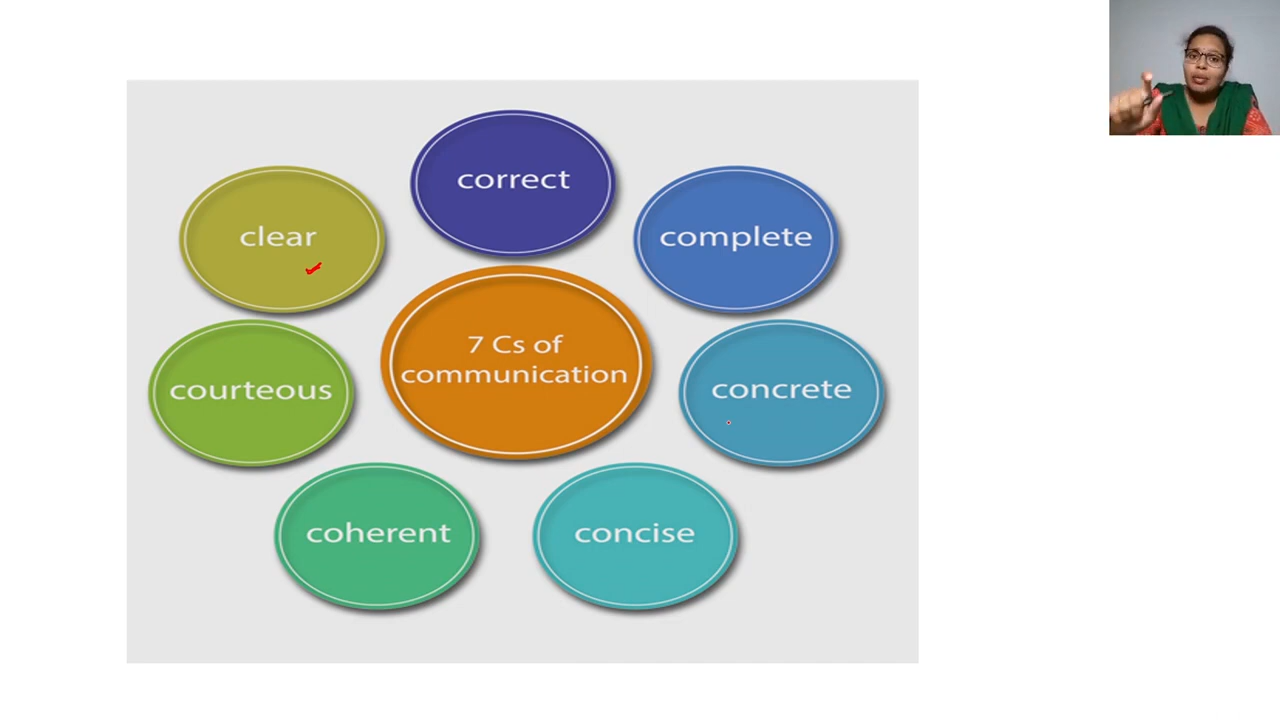 correct
clear
complete
7 Cs of
communication
courteous
concrete
coherent
concise